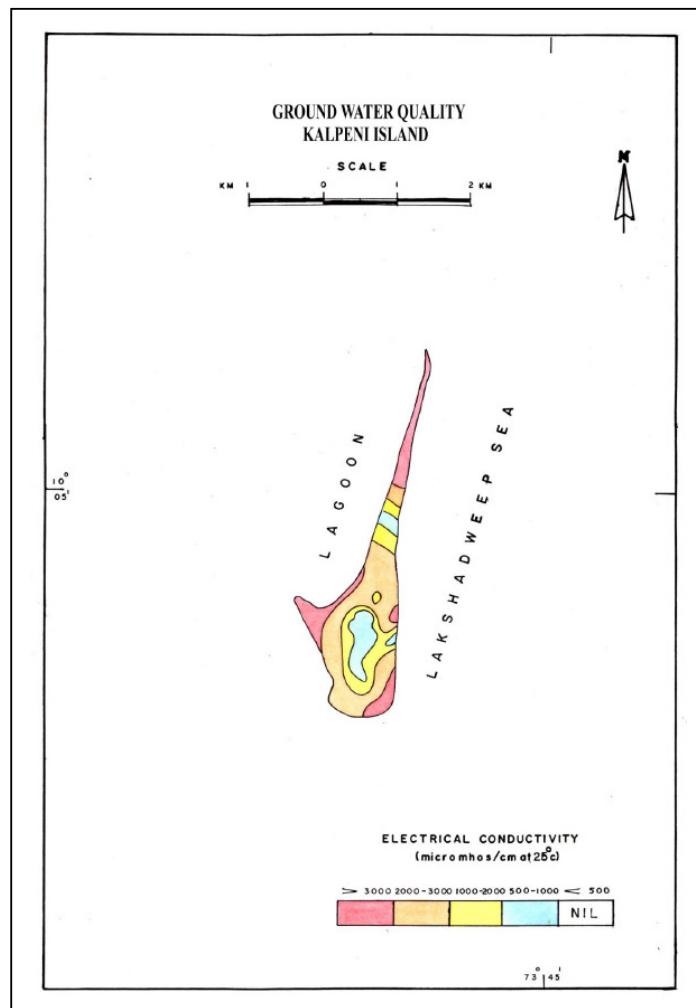 GROUND WATER QUALITY
KALPENI ISLAND
SCALE
KM 1 0 1 2 KM
N
LAGOON
LAKSHADWEEP SEA
10°
05'
ELECTRICAL CONDUCTIVITY
(micromhos/cm at 25°c)
> 3000 2000-3000 1000-2000 500-1000 < 500
NIL
73° 45'